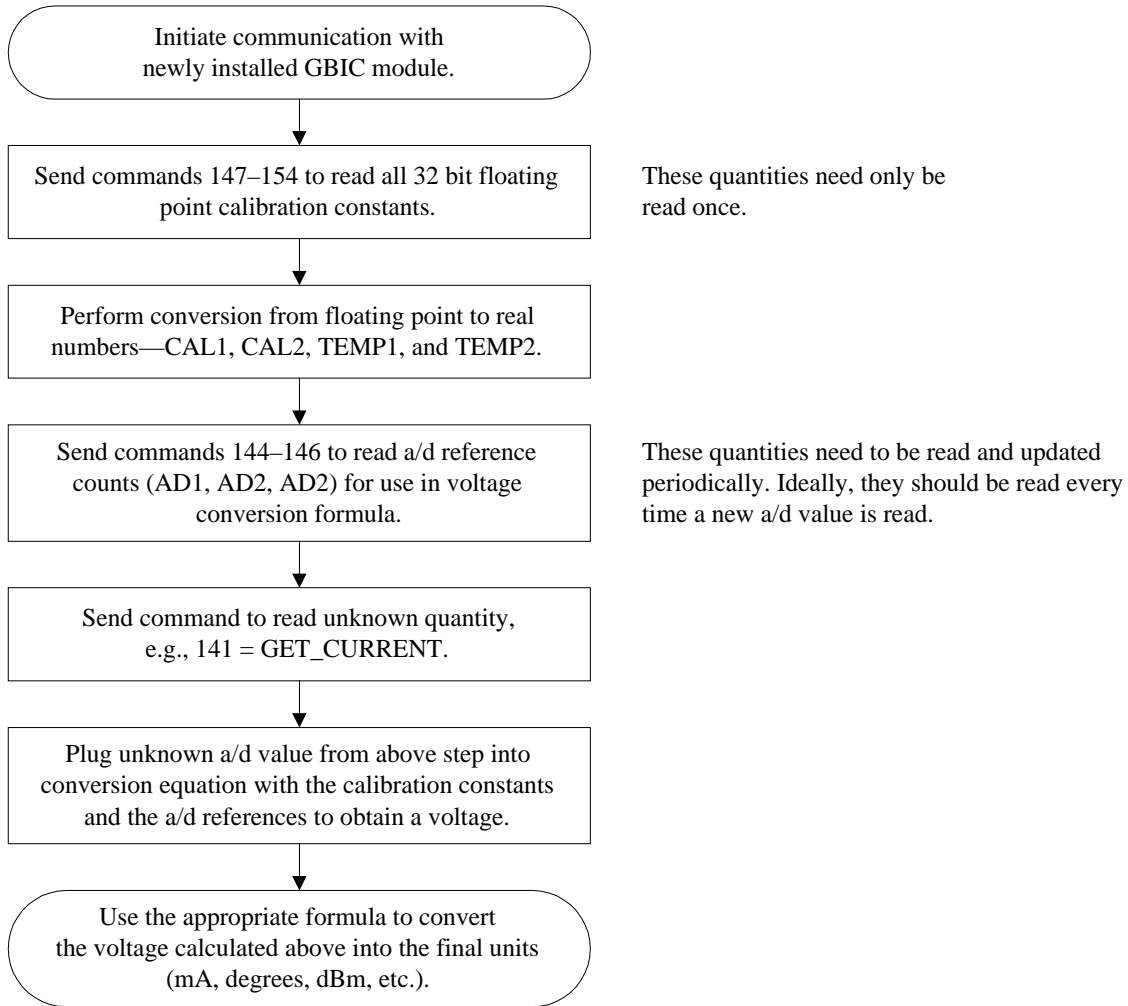 Initiate communication with
newly installed GBIC module.
Send commands 147–154 to read all 32 bit floating
point calibration constants.
These quantities need only be
read once.
Perform conversion from floating point to real
numbers—CAL1, CAL2, TEMP1, and TEMP2.
Send commands 144–146 to read a/d reference
counts (AD1, AD2, AD2) for use in voltage
conversion formula.
These quantities need to be read and updated
periodically. Ideally, they should be read every
time a new a/d value is read.
Send command to read unknown quantity,
e.g., 141 = GET_CURRENT.
Plug unknown a/d value from above step into
conversion equation with the calibration constants
and the a/d references to obtain a voltage.
Use the appropriate formula to convert
the voltage calculated above into the final units
(mA, degrees, dBm, etc.).